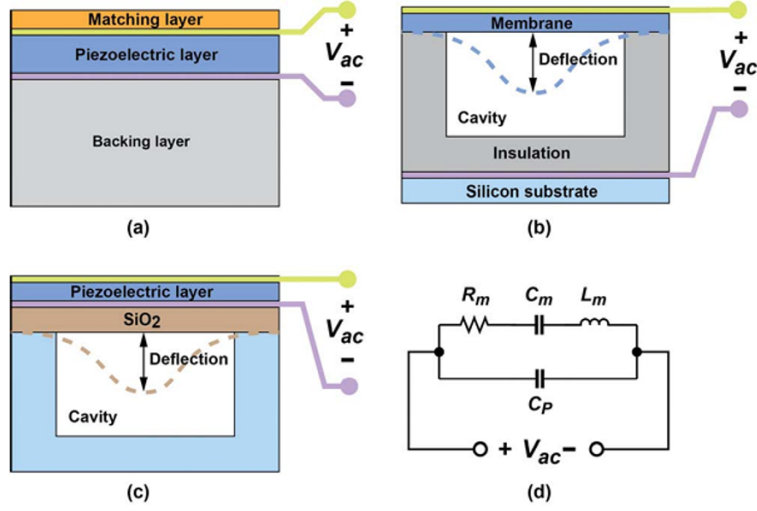 Matching layer
Piezoelectric layer
Backing layer
+
Vac
−
(a)
Membrane
Deflection
Cavity
Insulation
Silicon substrate
+
Vac
−
(b)
Piezoelectric layer
SiO2
Deflection
Cavity
+
Vac
−
(c)
Rm Cm Lm
CP
+ Vac −
(d)